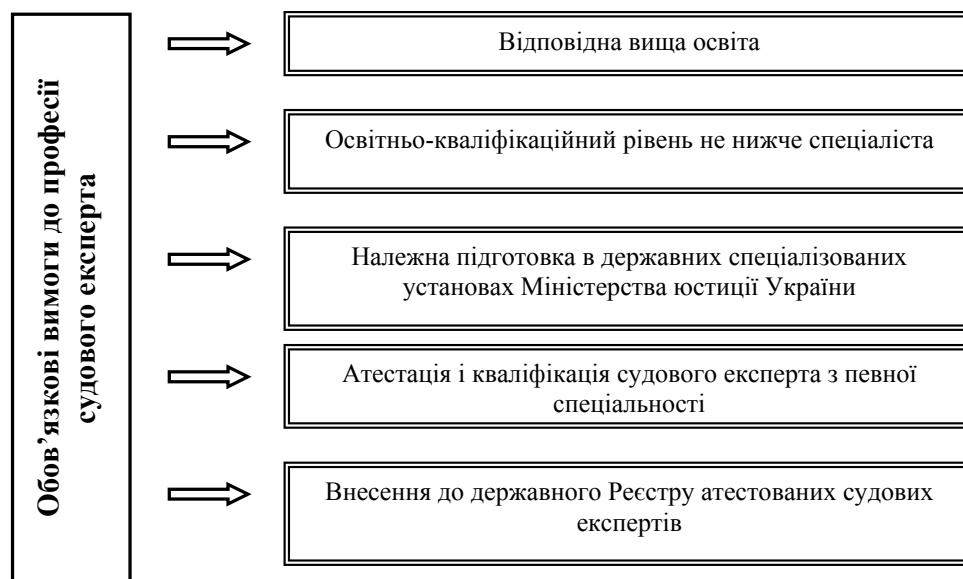 Обов’язкові вимоги до професії
судового експерта
Відповідна вища освіта
Освітньо-кваліфікаційний рівень не нижче спеціаліста
Належна підготовка в державних спеціалізованих
установах Міністерства юстиції України
Атестація і кваліфікація судового експерта з певної
спеціальності
Внесення до державного Реєстру атестованих судових
експертів